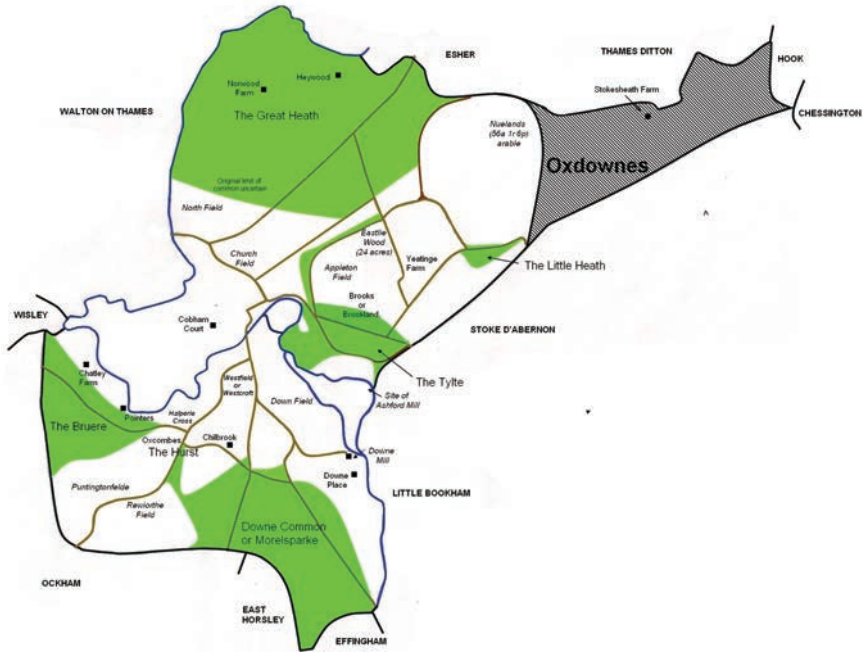 ESHER
THAMES DITTON
HOOK
Norwood
Farm
Heywood
Stokesheath Farm
WALTON ON THAMES
The Great Heath
CHESSINGTON
Nuelands
(56a 1r 6p)
arable
Oxdownes
Original limit of
common uncertain
North Field
Eastlie
Wood
(24 acres)
Church
Field
Yeatinge
Farm
Appleton
Field
The Little Heath
Brooks
or
Brookland
WISLEY
Cobham
Court
STOKE D'ABERNON
Chatley
Farm
Westfield
or
Westcroft
The Tylte
Site of
Ashford Mill
Down Field
Pointers
Halperle
Cross
The Bruere
Oxcombes
The Hurst
Chilbrook
Downe
Mill
Downe
Place
Puntingtonfelde
Rewiorthe
Field
LITTLE BOOKHAM
Downe Common
or Morelsparke
OCKHAM
EAST
HORSLEY
EFFINGHAM